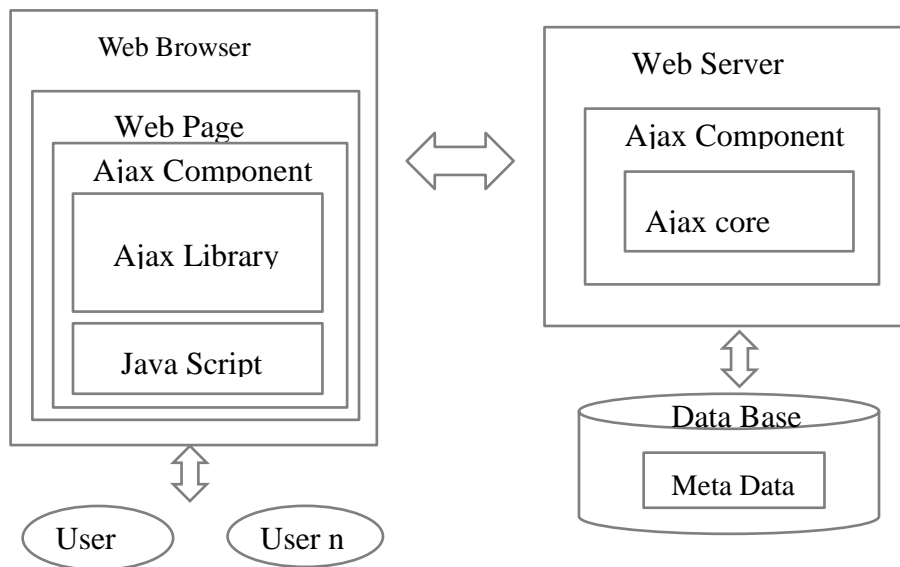 Web Browser
Web Page
Ajax Component
Ajax Library
Java Script
User
User n
Web Server
Ajax Component
Ajax core
Data Base
Meta Data